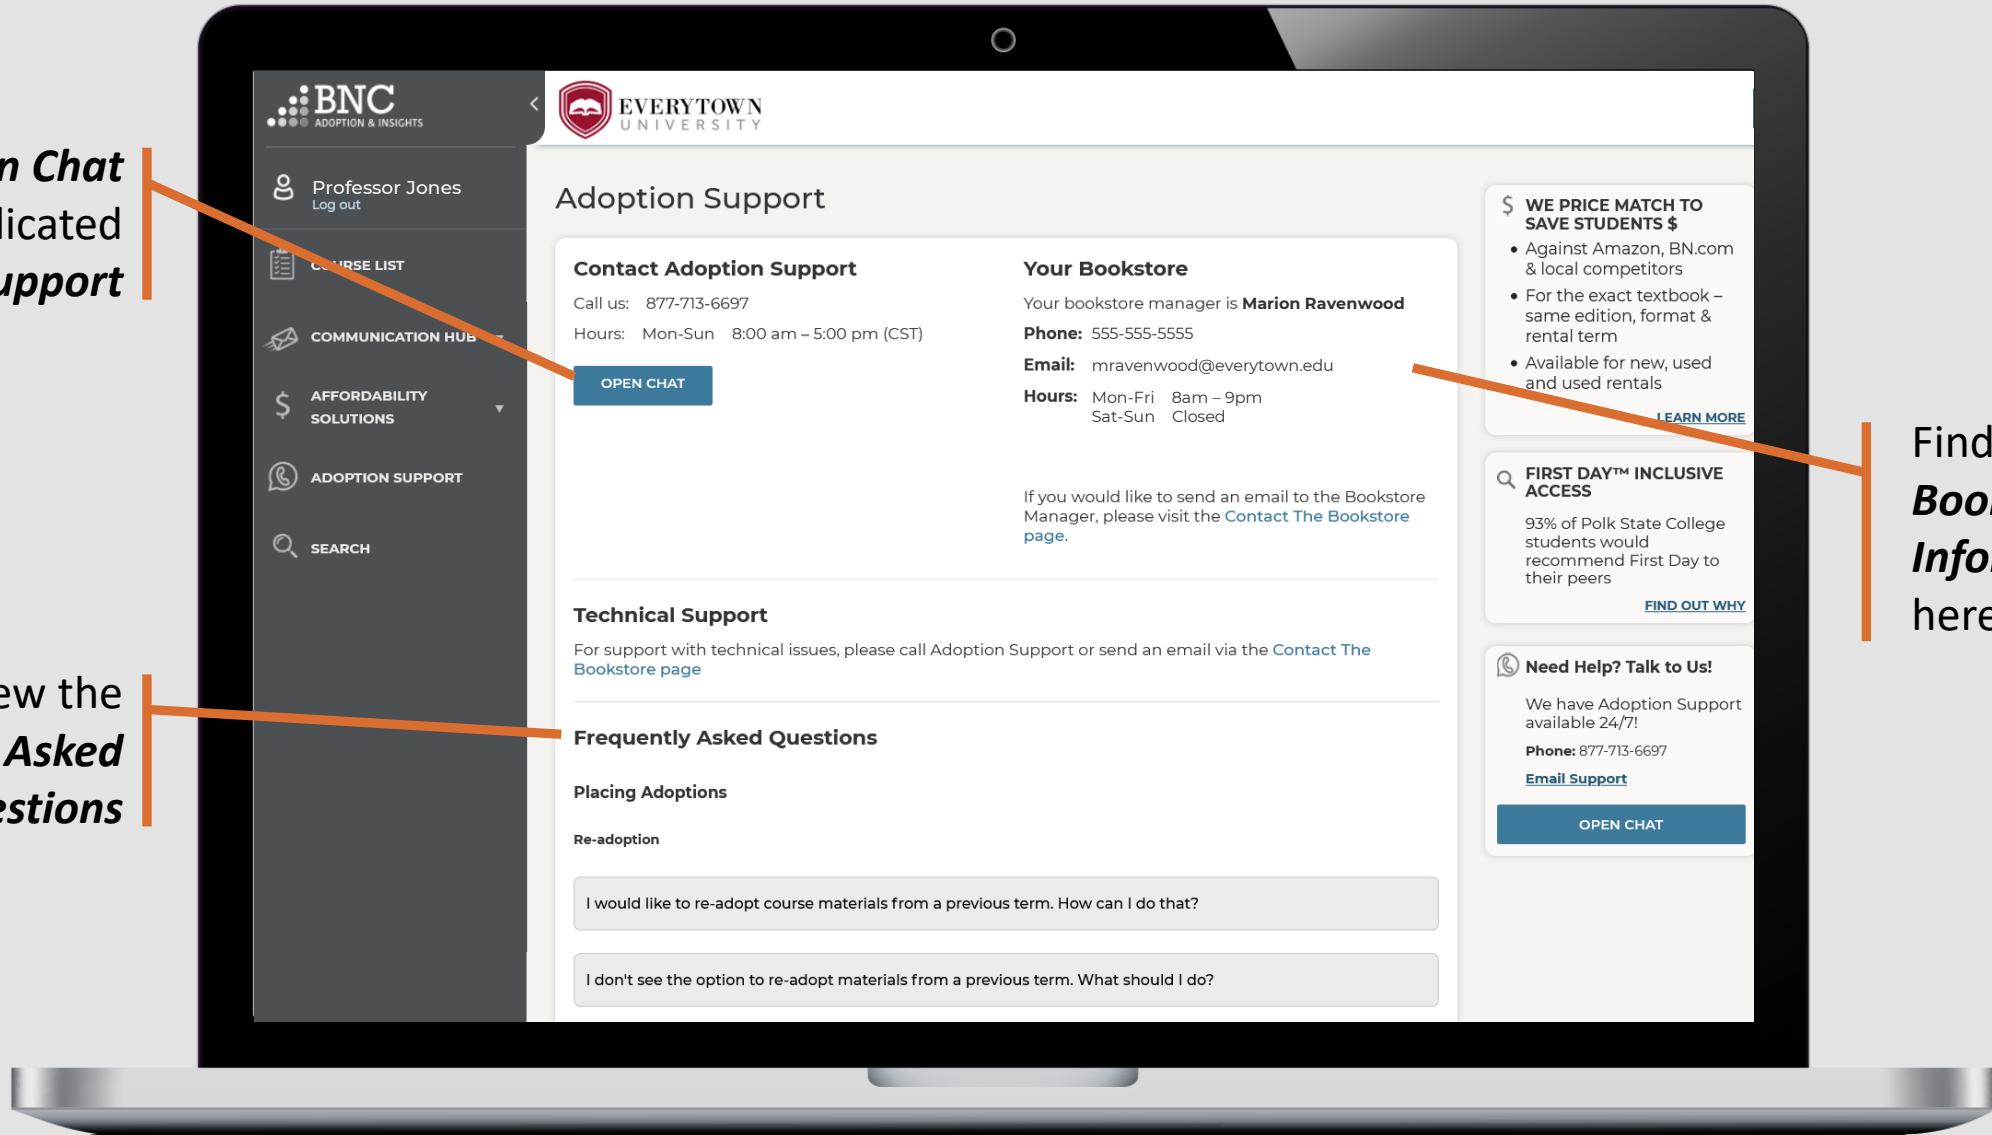 n Chat
licated
upport
ew the
Asked
estions
BNC
ADOPTION & INSIGHTS
Professor Jones
Log out
COURSE LIST
COMMUNICATION HUB
AFFORDABILITY
SOLUTIONS
ADOPTION SUPPORT
SEARCH
EVERYTOWN
UNIVERSITY
Adoption Support
Contact Adoption Support
Call us: 877-713-6697
Hours: Mon-Sun 8:00 am – 5:00 pm (CST)
OPEN CHAT
Your Bookstore
Your bookstore manager is Marion Ravenwood
Phone: 555-555-5555
Email: mravenwood@everytown.edu
Hours: Mon-Fri 8am – 9pm
Sat-Sun Closed
If you would like to send an email to the Bookstore
Manager, please visit the Contact The Bookstore
page.
Technical Support
For support with technical issues, please call Adoption Support or send an email via the Contact The
Bookstore page
Frequently Asked Questions
Placing Adoptions
Re-adoption
I would like to re-adopt course materials from a previous term. How can I do that?
I don't see the option to re-adopt materials from a previous term. What should I do?
$ WE PRICE MATCH TO
SAVE STUDENTS $
• Against Amazon, BN.com
& local competitors
• For the exact textbook –
same edition, format &
rental term
• Available for new, used
and used rentals
LEARN MORE
FIRST DAY™ INCLUSIVE
ACCESS
93% of Polk State College
students would
recommend First Day to
their peers
FIND OUT WHY
Need Help? Talk to Us!
We have Adoption Support
available 24/7!
Phone: 877-713-6697
Email Support
OPEN CHAT
Find
Boo
Info
here